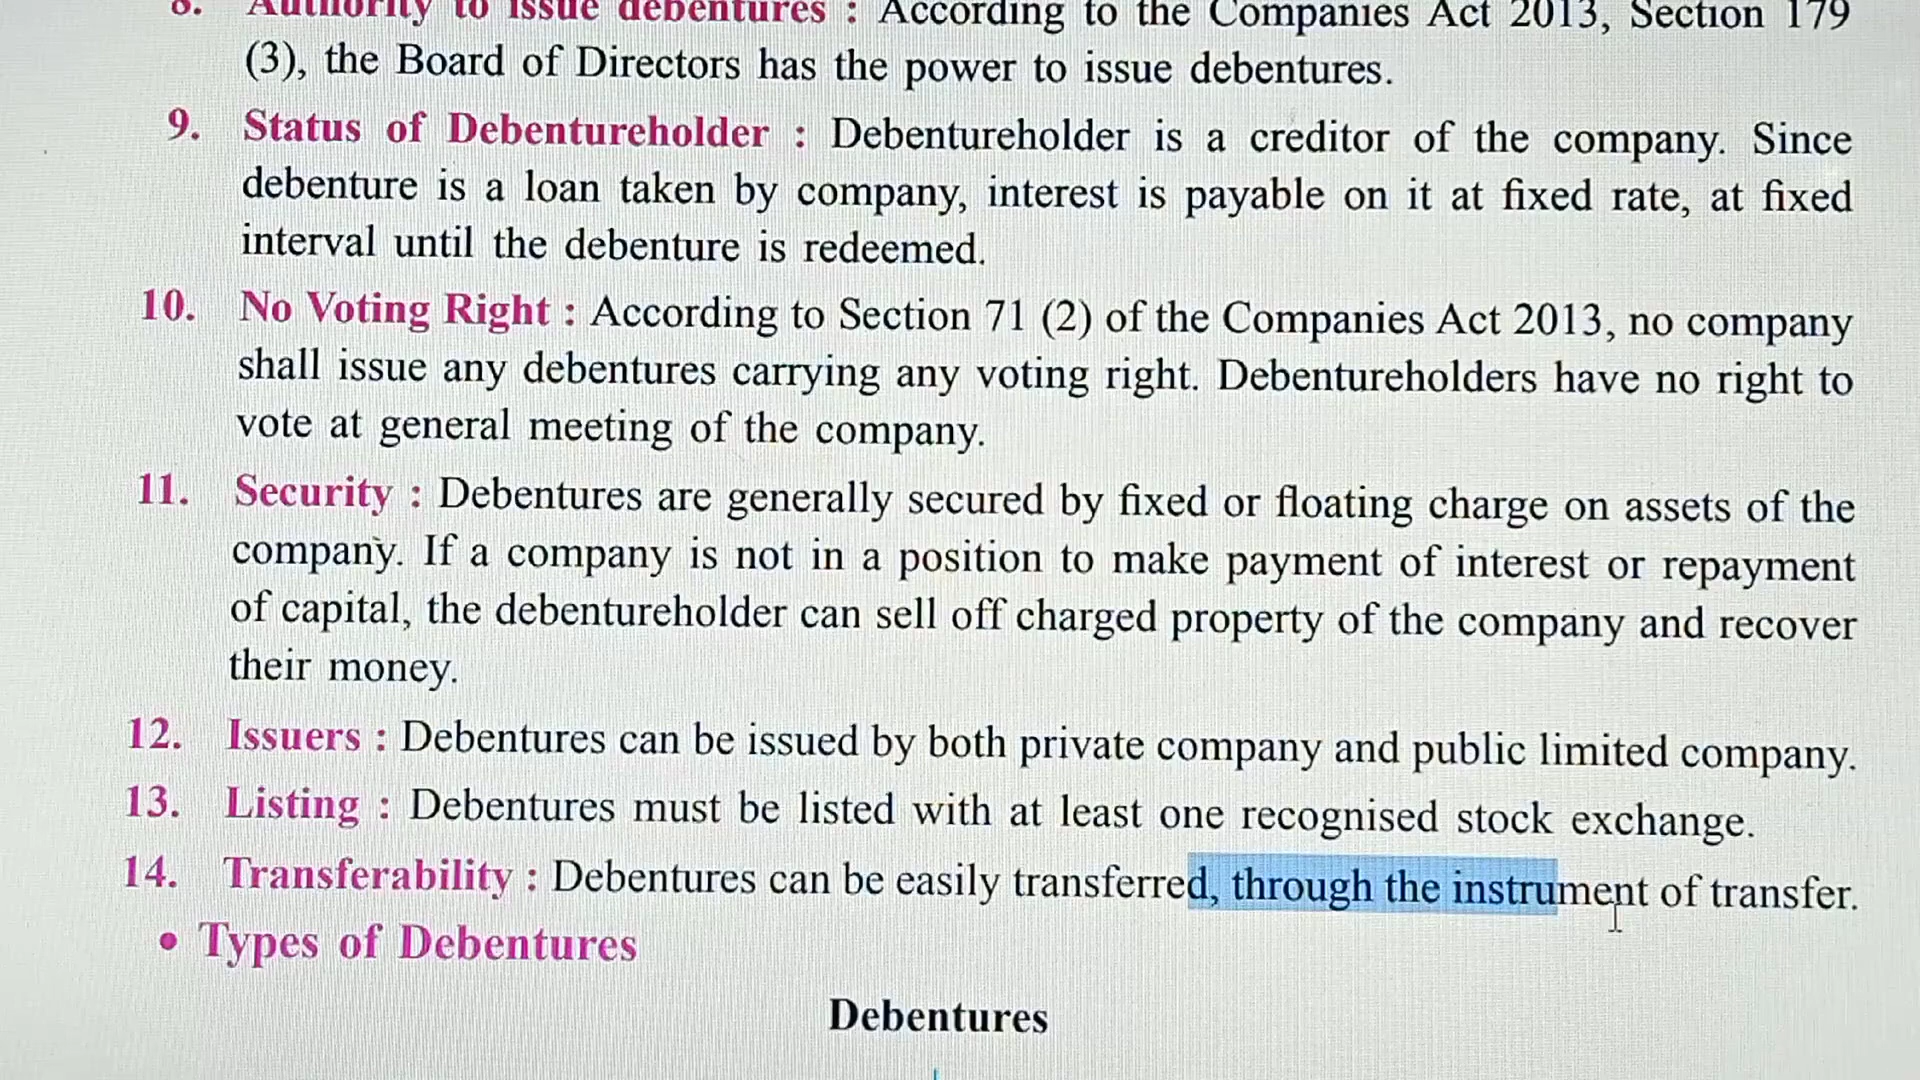 8. Authority to issue debentures : According to the Companies Act 2013, Section 179
(3), the Board of Directors has the power to issue debentures.
9. Status of Debentureholder : Debentureholder is a creditor of the company. Since
debenture is a loan taken by company, interest is payable on it at fixed rate, at fixed
interval until the debenture is redeemed.
10. No Voting Right : According to Section 71 (2) of the Companies Act 2013, no company
shall issue any debentures carrying any voting right. Debentureholders have no right to
vote at general meeting of the company.
11. Security : Debentures are generally secured by fixed or floating charge on assets of the
company. If a company is not in a position to make payment of interest or repayment
of capital, the debentureholder can sell off charged property of the company and recover
their money.
12. Issuers : Debentures can be issued by both private company and public limited company.
13. Listing : Debentures must be listed with at least one recognised stock exchange.
14. Transferability : Debentures can be easily transferred, through the instrument of transfer.
• Types of Debentures
Debentures